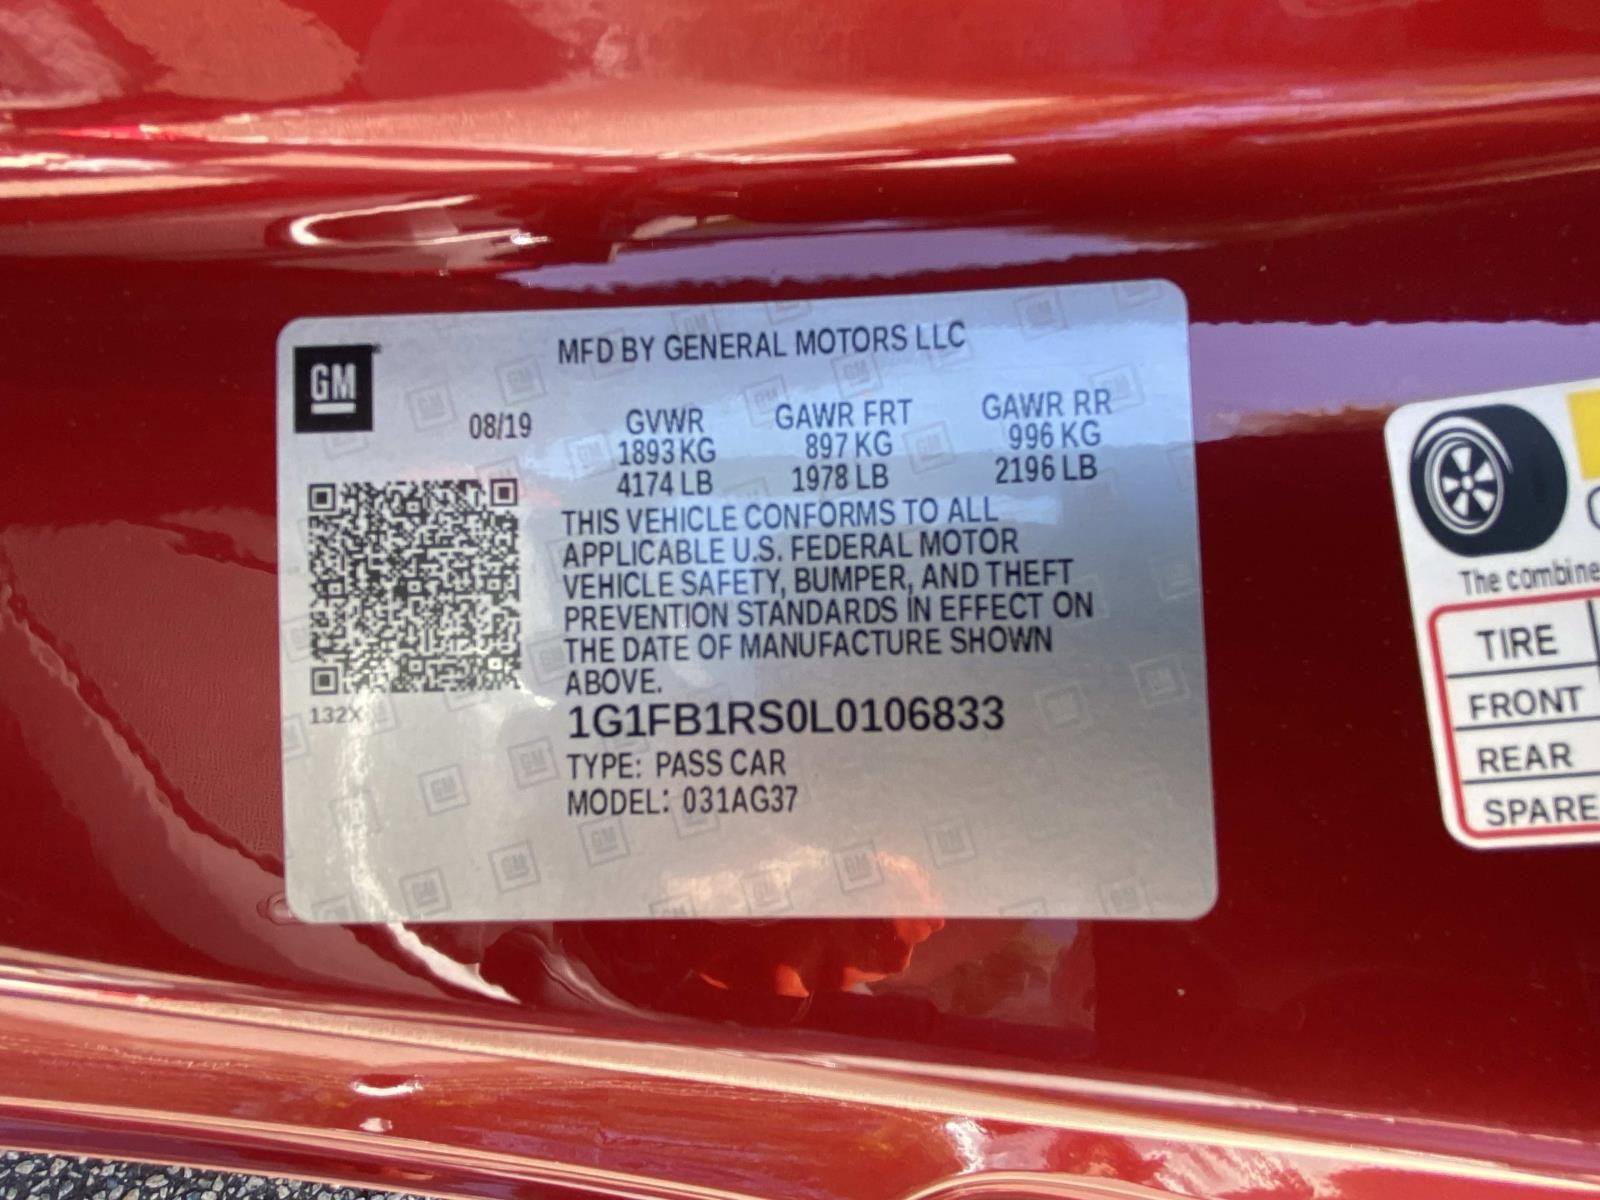 GM
MFD BY GENERAL MOTORS LLC
08/19 GVWR GAWR FRT GAWR RR
1893 KG 897 KG 996 KG
4174 LB 1978 LB 2196 LB
THIS VEHICLE CONFORMS TO ALL
APPLICABLE U.S. FEDERAL MOTOR
VEHICLE SAFETY, BUMPER, AND THEFT
PREVENTION STANDARDS IN EFFECT ON
THE DATE OF MANUFACTURE SHOWN
ABOVE.
132X
1G1FB1RS0L0106833
TYPE: PASS CAR
MODEL: 031AG37
The combine
TIRE
FRONT
REAR
SPARE